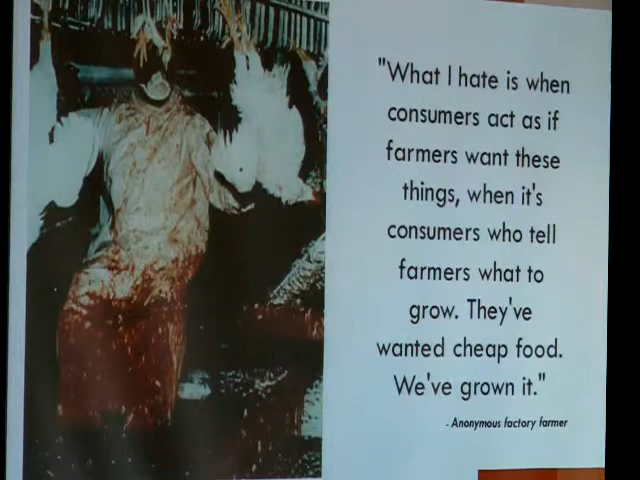 "What I hate is when
consumers act as if
farmers want these
things, when it's
consumers who tell
farmers what to
grow. They've
wanted cheap food.
We've grown it."
- Anonymous factory farmer